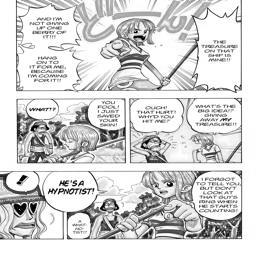 THE
TREASURE
ON THAT
SHIP IS
MINE!!
AND I'M
NOT GIVING
UP ONE
BERRY OF
IT!!!
HANG
ON TO
IT FOR ME,
BECAUSE
I'M COMING
FOR IT!!
WHAT'S THE
BIG IDEA?
GIVING
AWAY MY
TREASURE!!
OUCH!
THAT HURT!
WHY'D YOU
HIT ME?
YOU
FOOL!
I JUST
SAVED
YOUR
SKIN!
WHAT!?
I FORGOT
TO TELL YOU,
BUT DON'T
LOOK AT
THAT GUY'S
RING WHEN
HE STARTS
COUNTING!
HE'S A
HYPNOTIST!
A
WHAT-
NO-
TIST?
!